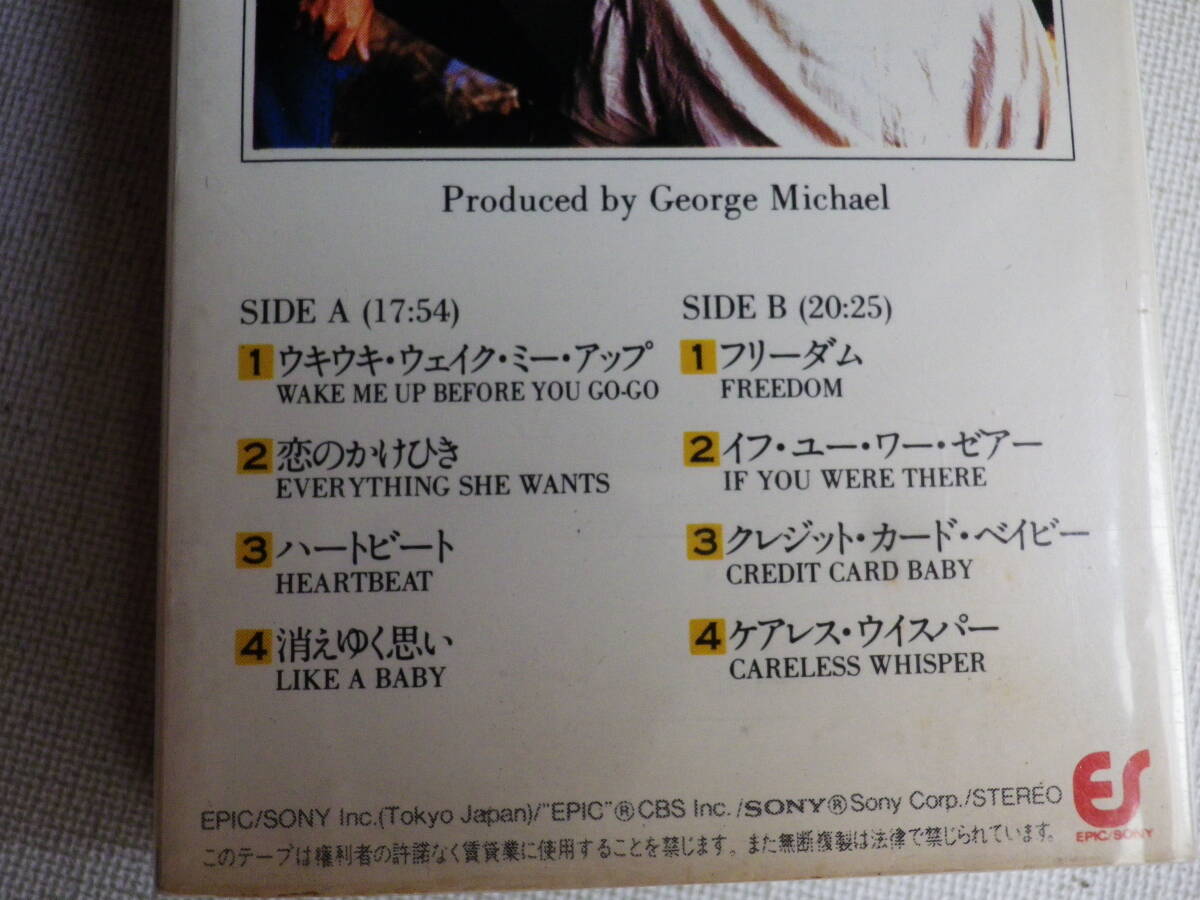 Produced by George Michael
SIDE A (17:54)
1 ウキウキ・ウェイク・ミー・アップ
WAKE ME UP BEFORE YOU GO-GO
2 恋のかけひき
EVERYTHING SHE WANTS
3 ハートビート
HEARTBEAT
4 消えゆく思い
LIKE A BABY
SIDE B (20:25)
1 フリーダム
FREEDOM
2 イフ・ユー・ワー・ゼアー
IF YOU WERE THERE
3 クレジット・カード・ベイビー
CREDIT CARD BABY
4 ケアレス・ウイスパー
CARELESS WHISPER
EPIC/SONY Inc.(Tokyo Japan)/"EPIC"® CBS Inc./SONY® Sony Corp./STEREO
このテープは権利者の許諾なく賃貸業に使用することを禁じます。また無断複製は法律で禁じられています。
ES
EPIC/SONY